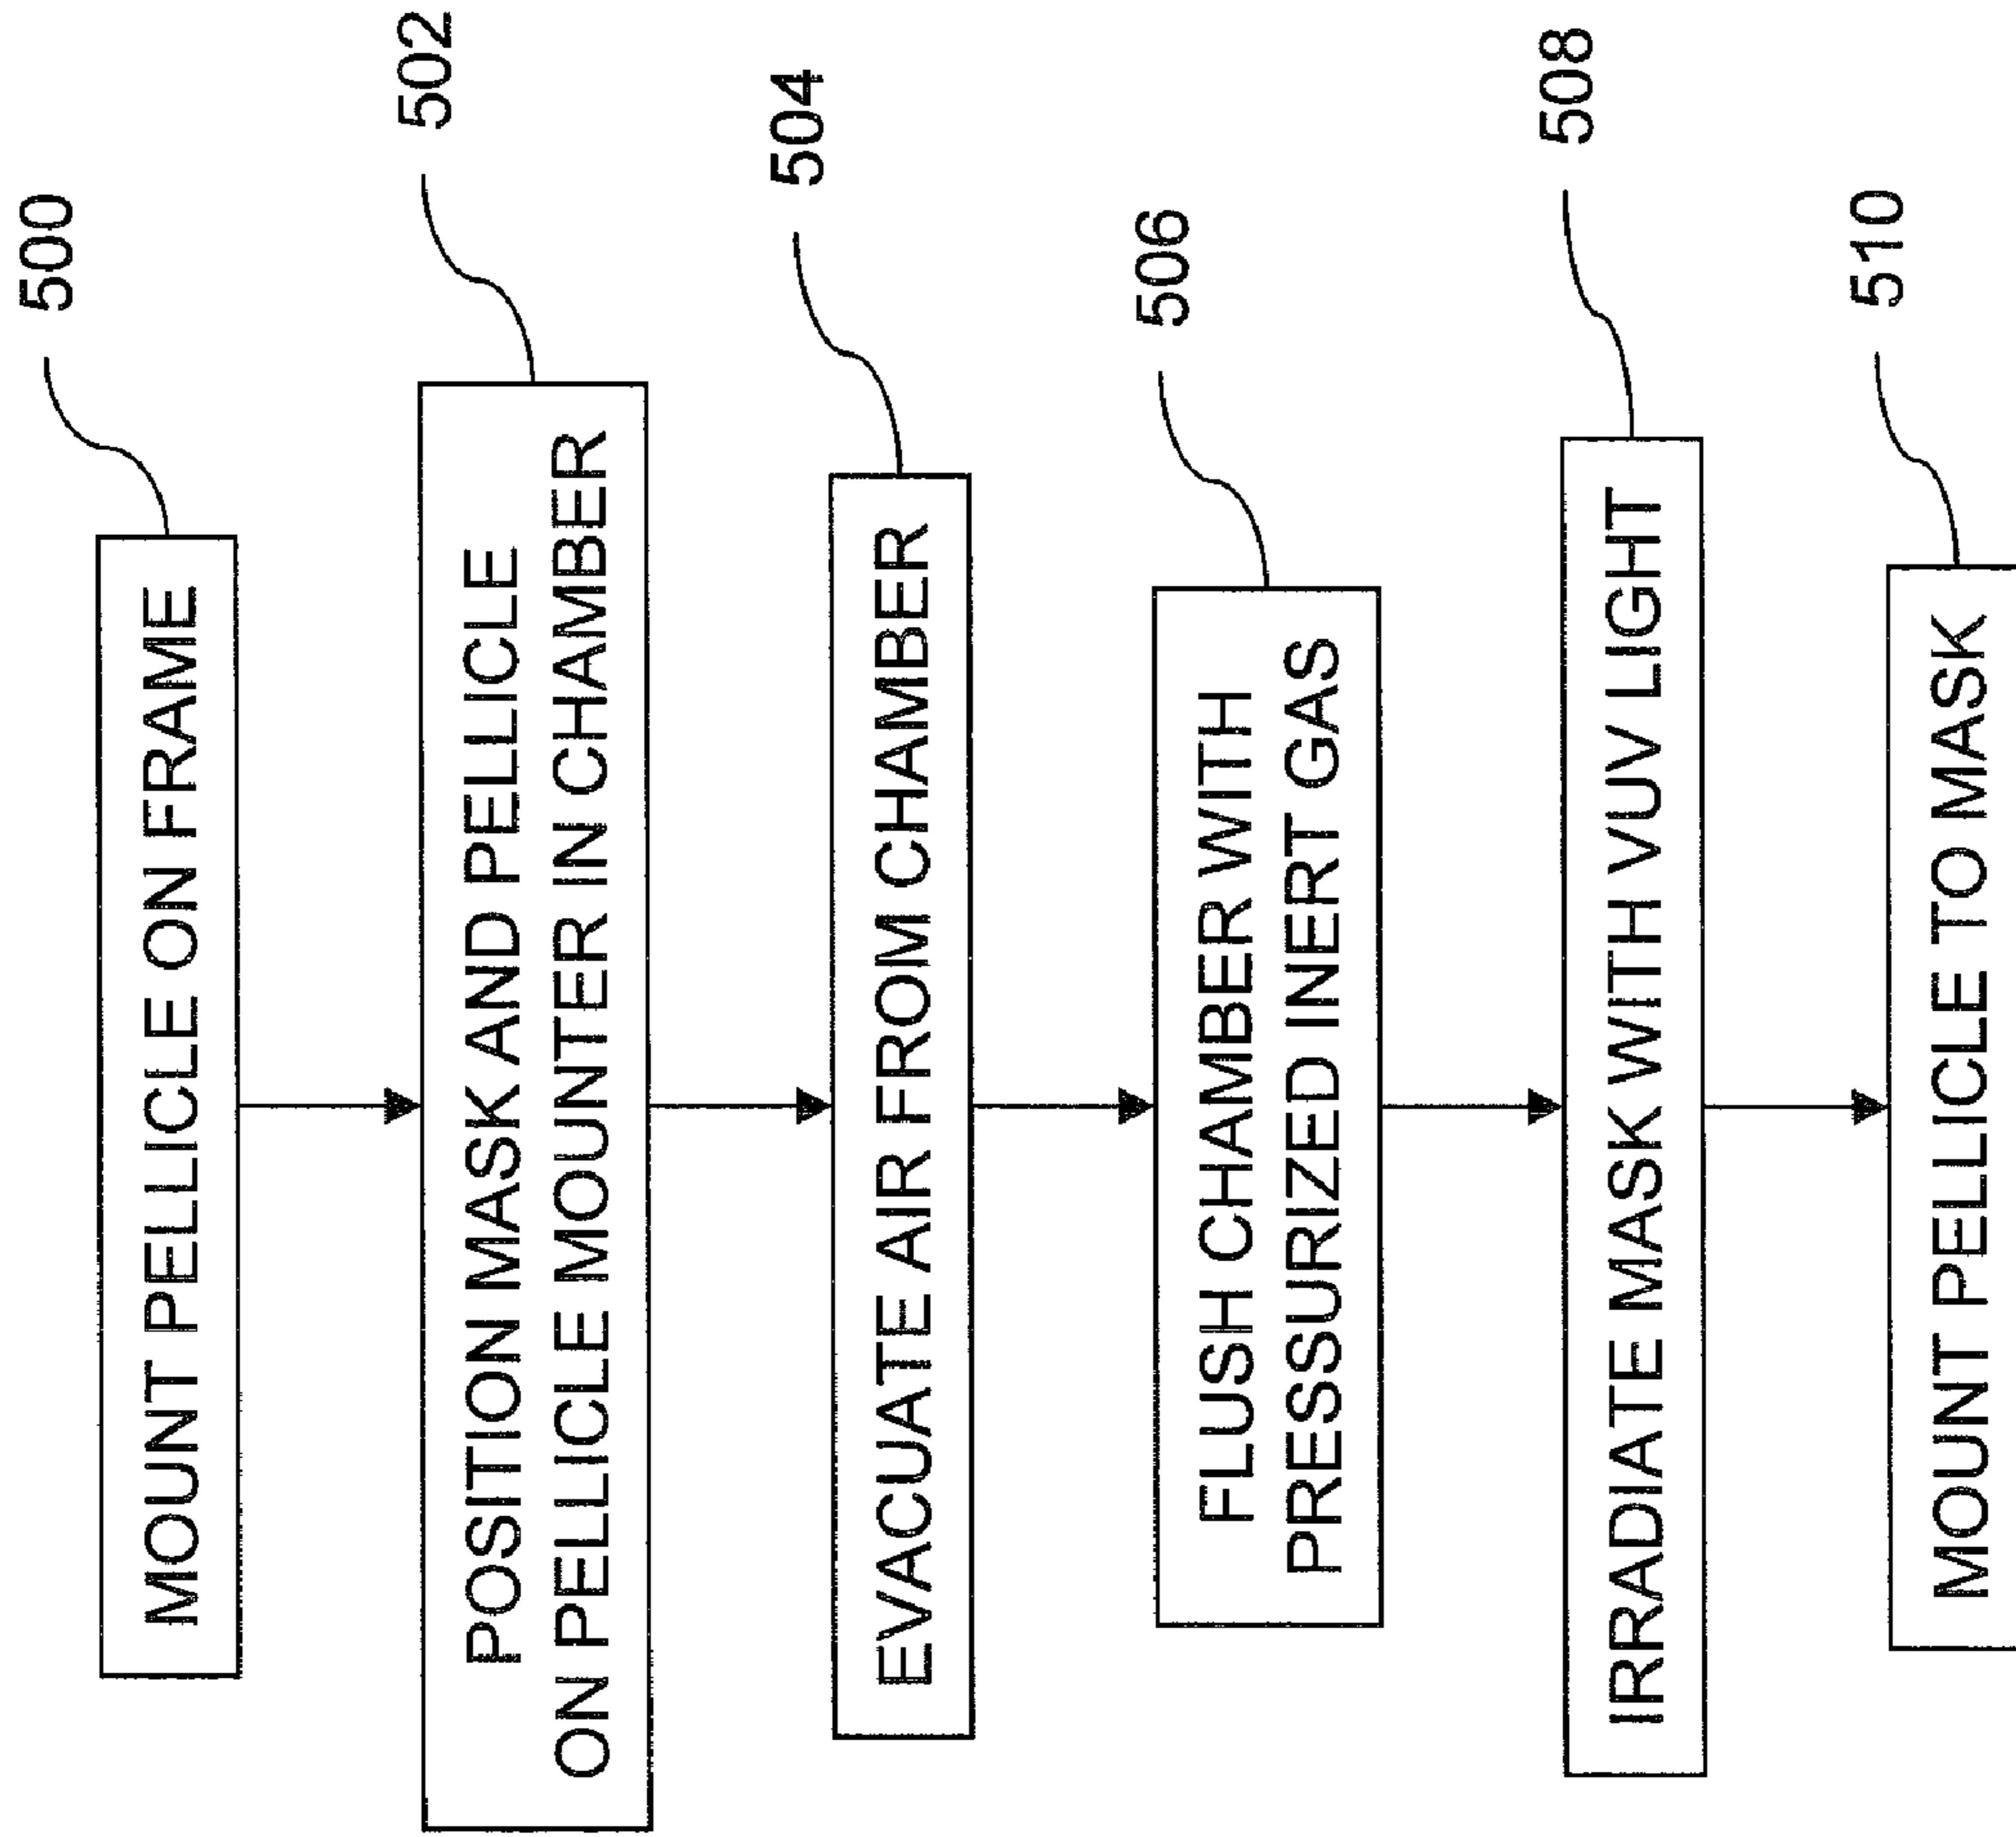 500
MOUNT PELLICLE ON FRAME
502
POSITION MASK AND PELLICLE
ON PELLICLE MOUNTER IN CHAMBER
504
EVACUATE AIR FROM CHAMBER
506
FLUSH CHAMBER WITH
PRESSURIZED INERT GAS
508
IRRADIATE MASK WITH VUV LIGHT
510
MOUNT PELLICLE TO MASK